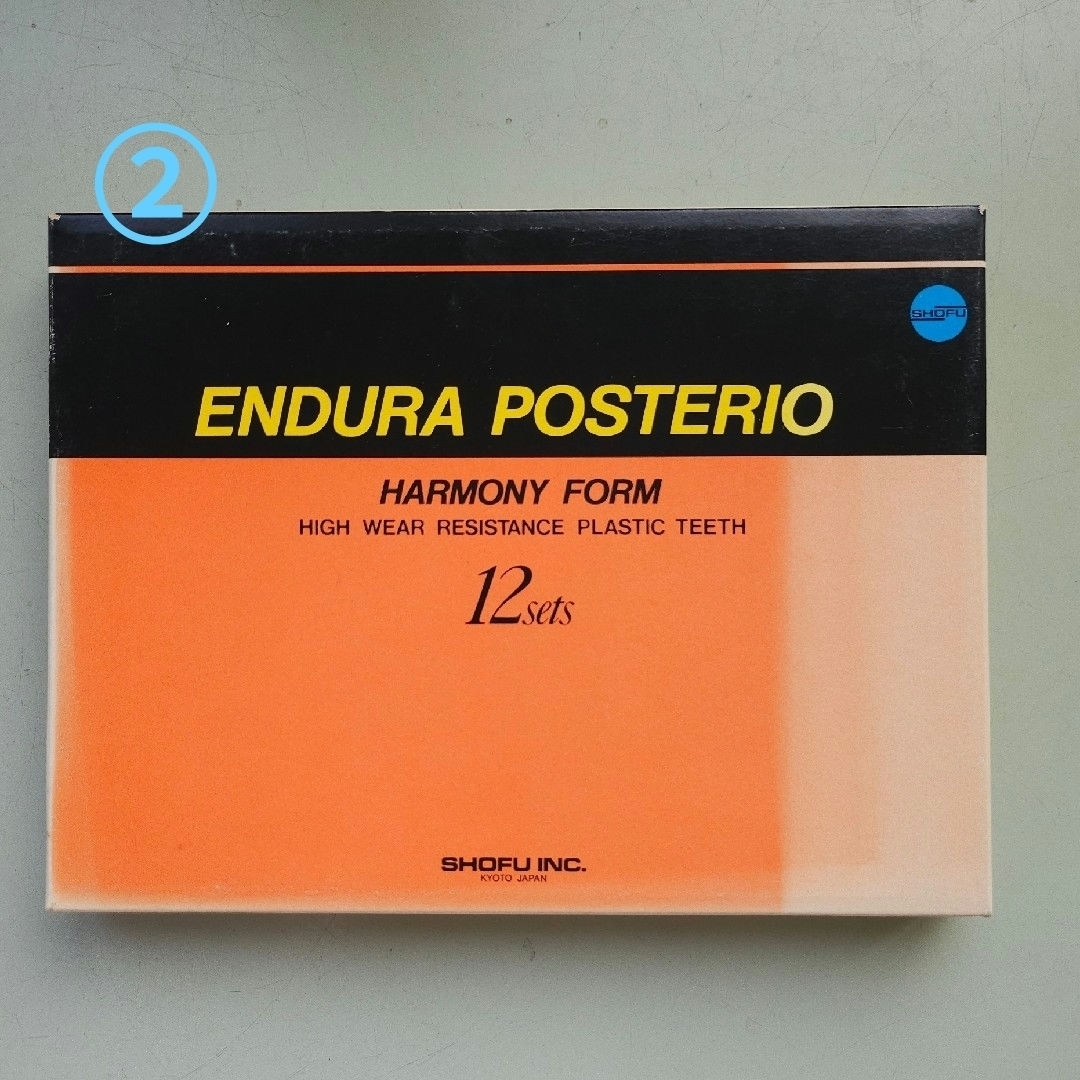 ②
SHOFU
ENDURA POSTERIO
HARMONY FORM
HIGH WEAR RESISTANCE PLASTIC TEETH
12sets
SHOFU INC.
KYOTO JAPAN